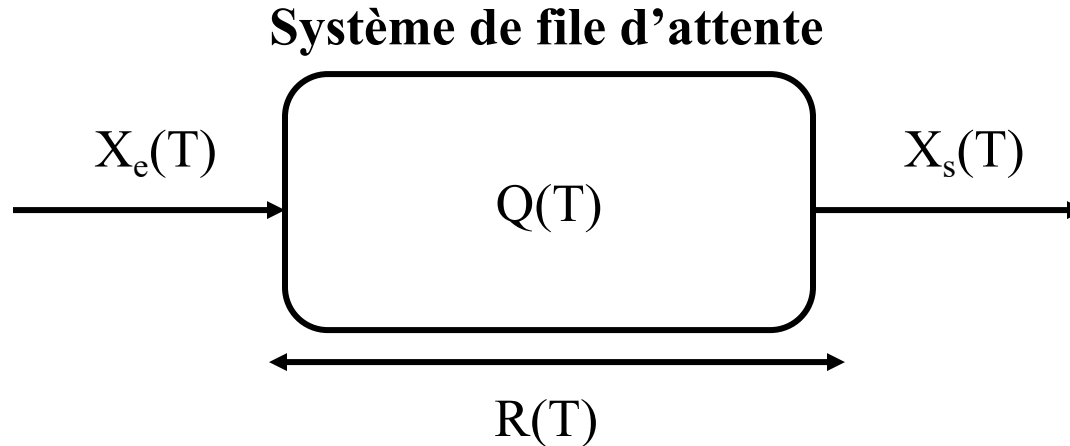 Système de file d’attente
Xₑ(T)
Xₛ(T)
Q(T)
R(T)